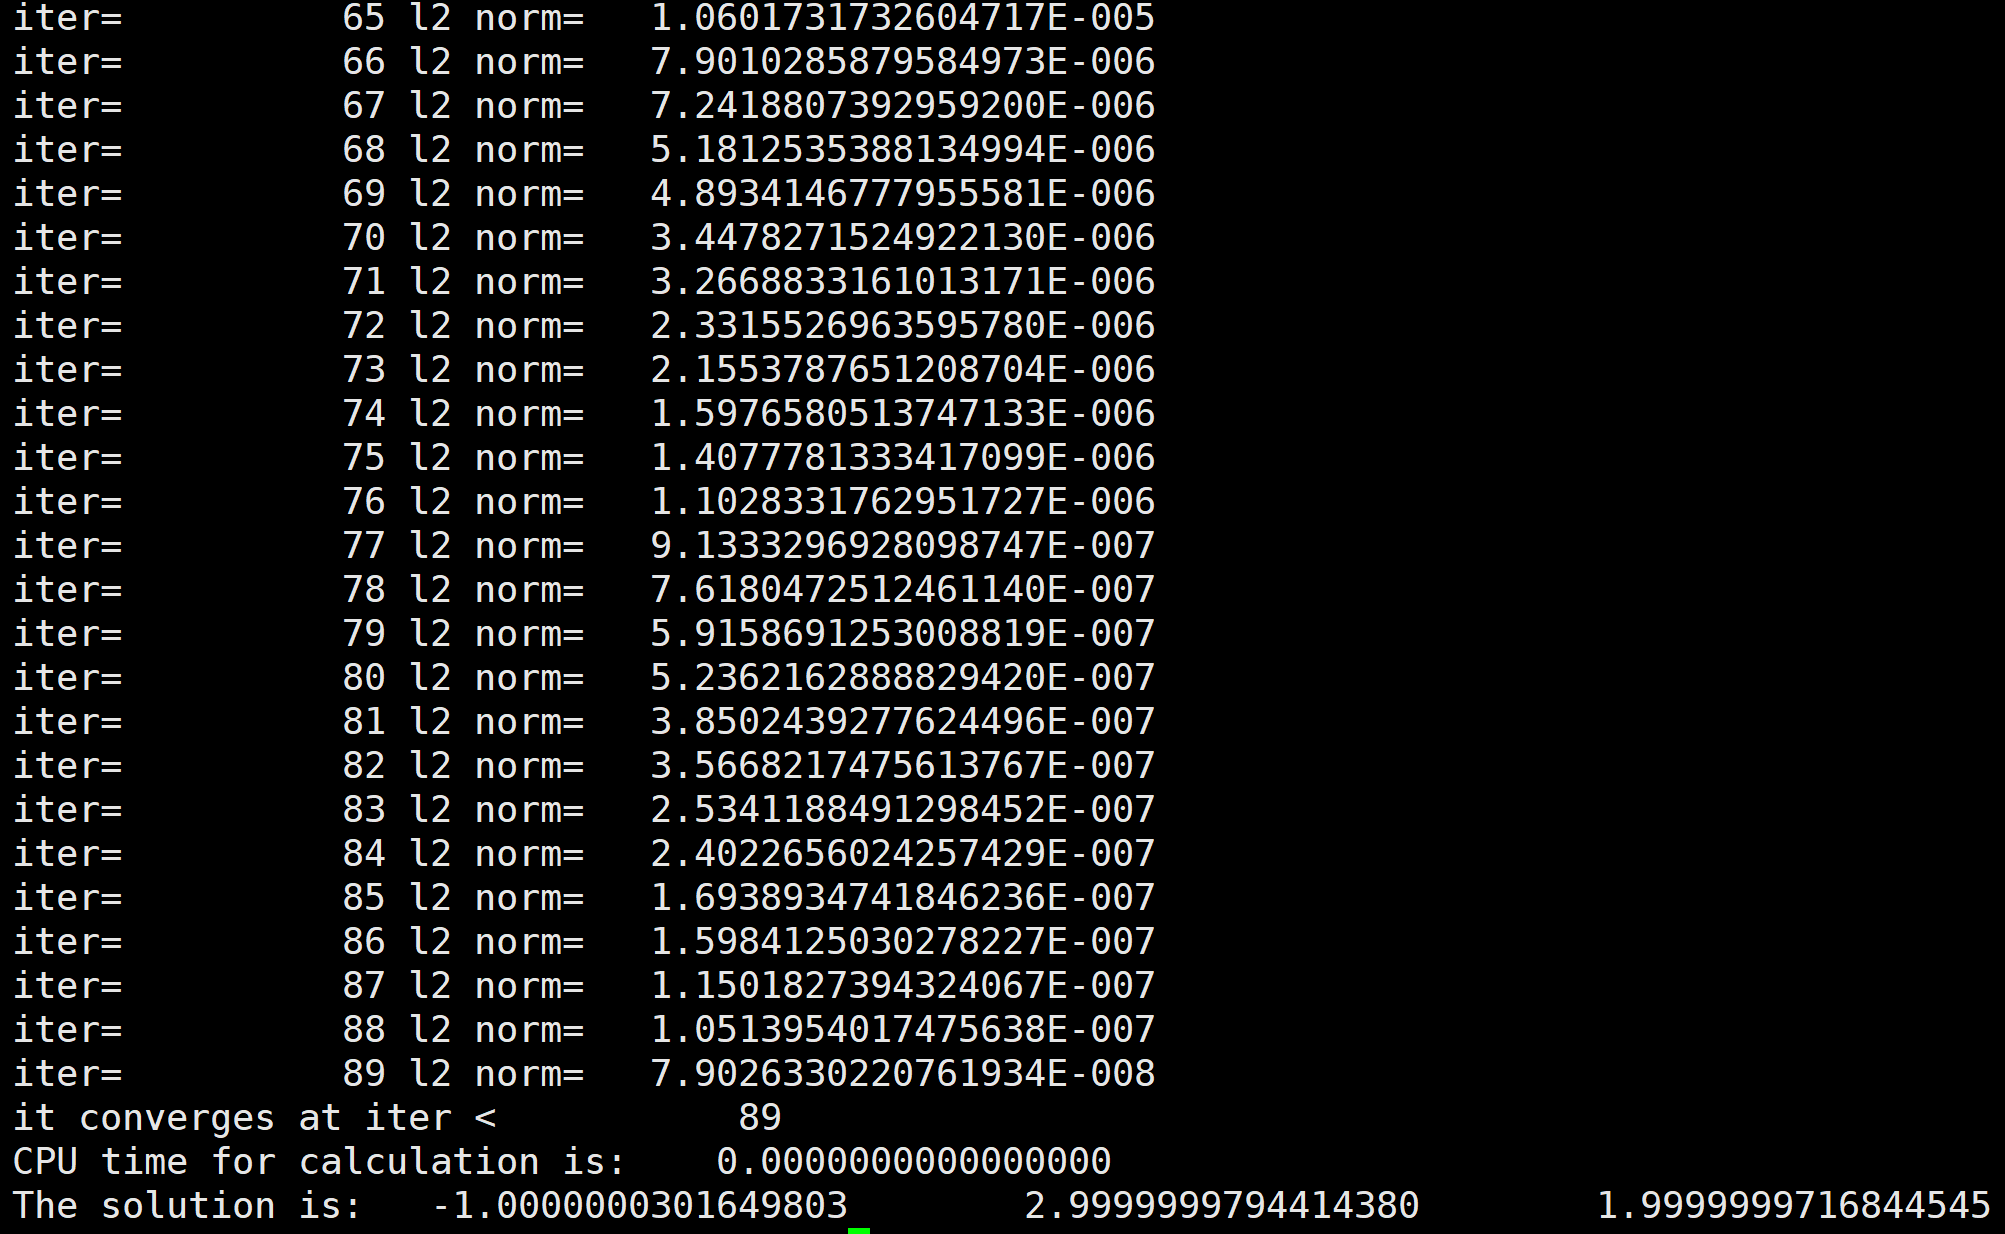 iter=          65 l2 norm=   1.0601731732604717E-005
iter=          66 l2 norm=   7.9010285879584973E-006
iter=          67 l2 norm=   7.2418807392959200E-006
iter=          68 l2 norm=   5.1812535388134994E-006
iter=          69 l2 norm=   4.8934146777955581E-006
iter=          70 l2 norm=   3.4478271524922130E-006
iter=          71 l2 norm=   3.2668833161013171E-006
iter=          72 l2 norm=   2.3315526963595780E-006
iter=          73 l2 norm=   2.1553787651208704E-006
iter=          74 l2 norm=   1.5976580513747133E-006
iter=          75 l2 norm=   1.4077781333417099E-006
iter=          76 l2 norm=   1.1028331762951727E-006
iter=          77 l2 norm=   9.1333296928098747E-007
iter=          78 l2 norm=   7.6180472512461140E-007
iter=          79 l2 norm=   5.9158691253008819E-007
iter=          80 l2 norm=   5.2362162888829420E-007
iter=          81 l2 norm=   3.8502439277624496E-007
iter=          82 l2 norm=   3.5668217475613767E-007
iter=          83 l2 norm=   2.5341188491298452E-007
iter=          84 l2 norm=   2.4022656024257429E-007
iter=          85 l2 norm=   1.6938934741846236E-007
iter=          86 l2 norm=   1.5984125030278227E-007
iter=          87 l2 norm=   1.1501827394324067E-007
iter=          88 l2 norm=   1.0513954017475638E-007
iter=          89 l2 norm=   7.9026330220761934E-008
it converges at iter <           89
CPU time for calculation is:    0.0000000000000000
The solution is:   -1.0000000301649803        2.9999999794414380        1.9999999716844545